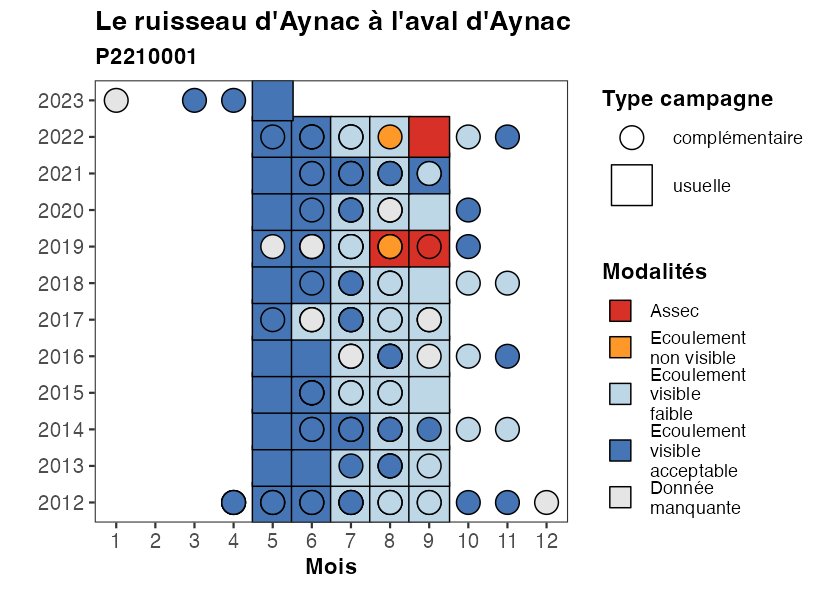 Le ruisseau d'Aynac à l'aval d'Aynac
P2210001
2023
2022
2021
2020
2019
2018
2017
2016
2015
2014
2013
2012
1 2 3 4 5 6 7 8 9 10 11 12
Mois
Type campagne
complémentaire
usuelle
Modalités
Assec
Ecoulement
non visible
Ecoulement
visible
faible
Ecoulement
visible
acceptable
Donnée
manquante